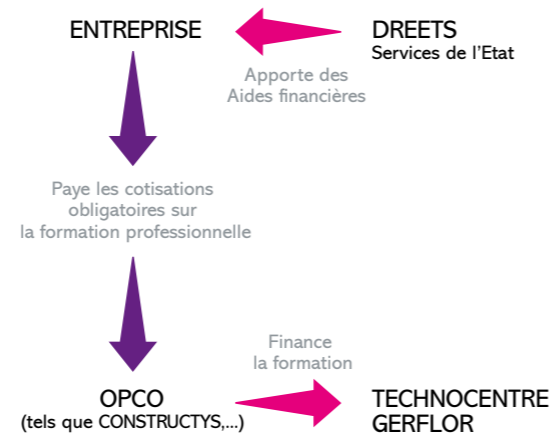 ENTREPRISE
DREETS
Services de l'Etat
Apporte des
Aides financières
Paye les cotisations
obligatoires sur
la formation professionnelle
Finance
la formation
OPCO
(tels que CONSTRUCTYS,...)
TECHNOCENTRE
GERFLOR